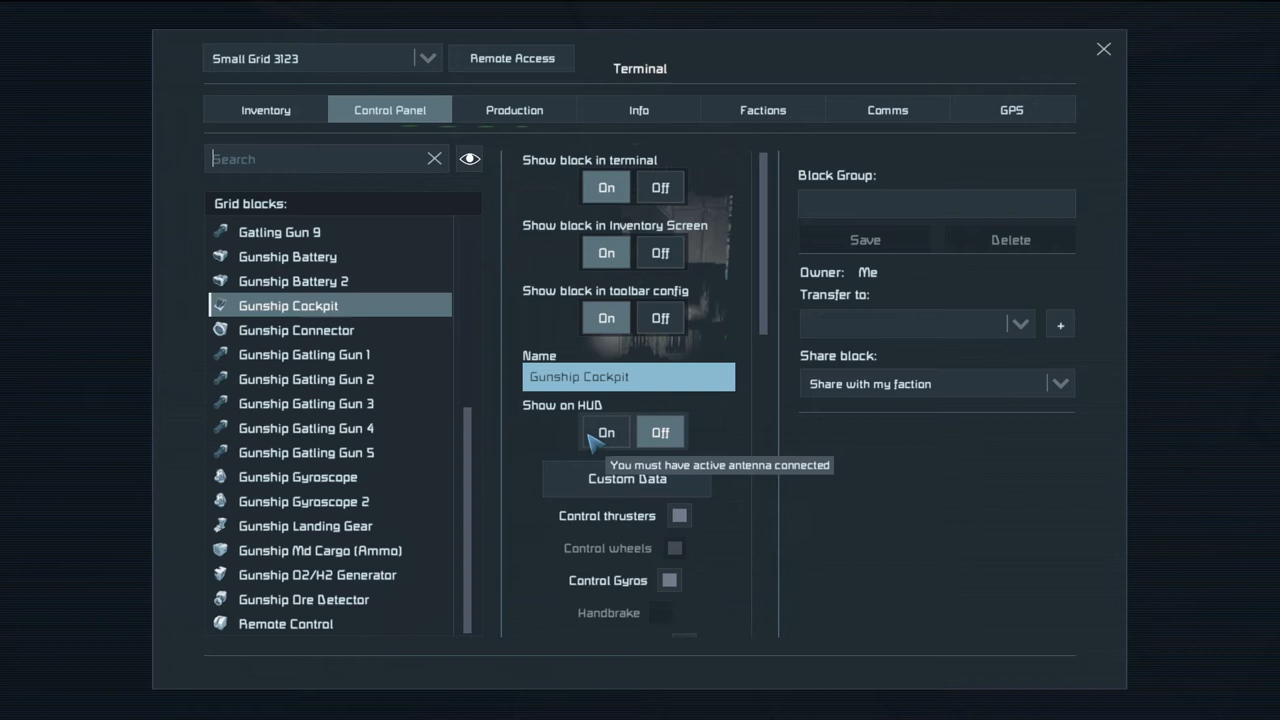 Small Grid 3123
Remote Access
Terminal
Inventory
Control Panel
Production
Info
Factions
Comms
GPS
Search
Grid blocks:
Gatling Gun 9
Gunship Battery
Gunship Battery 2
Gunship Cockpit
Gunship Connector
Gunship Gatling Gun 1
Gunship Gatling Gun 2
Gunship Gatling Gun 3
Gunship Gatling Gun 4
Gunship Gatling Gun 5
Gunship Gyroscope
Gunship Gyroscope 2
Gunship Landing Gear
Gunship Md Cargo (Ammo)
Gunship O2/H2 Generator
Gunship Ore Detector
Remote Control
Show block in terminal
On Off
Show block in Inventory Screen
On Off
Show block in toolbar config
On Off
Name
Gunship Cockpit
Show on HUD
On Off
You must have active antenna connected
Custom Data
Control thrusters
Control wheels
Control Gyros
Handbrake
Block Group:
Save
Delete
Owner: Me
Transfer to:
+
Share block:
Share with my faction